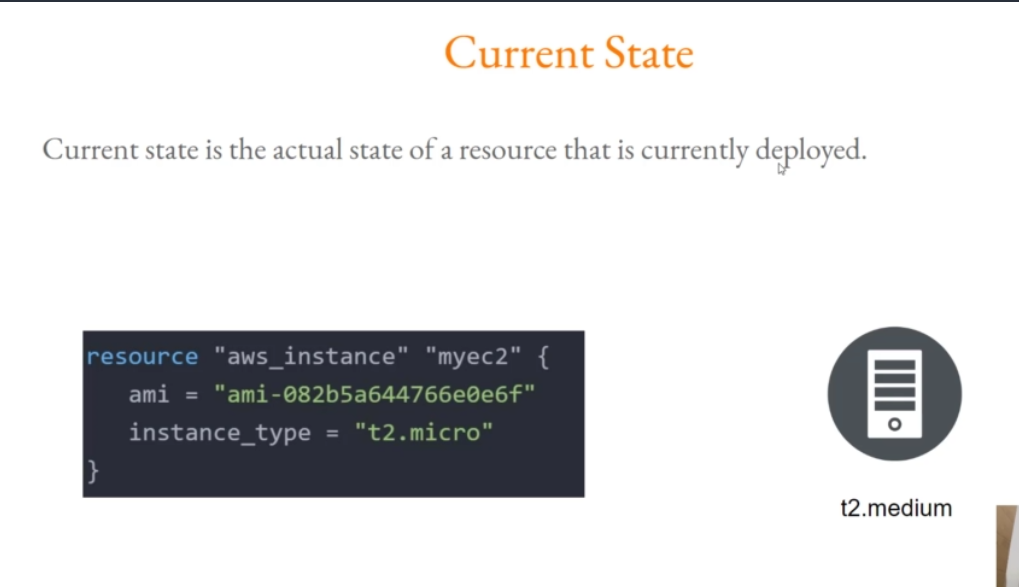 Current State
Current state is the actual state of a resource that is currently deployed.
resource "aws_instance" "myec2" {
ami = "ami-082b5a644766e0e6f"
instance_type = "t2.micro"
}
t2.medium